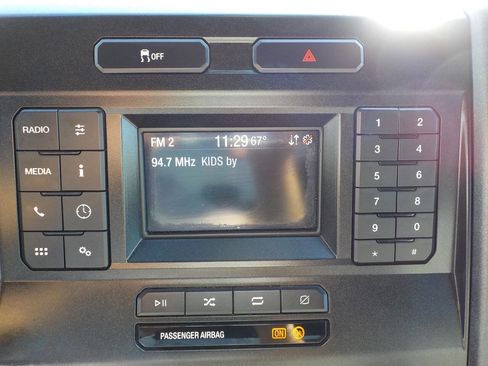 OFF
RADIO
MEDIA
FM 2 11:29 67°
94.7 MHz KIDS by
1 2
3 4
5 6
7 8
9 0
* #
PASSENGER AIRBAG ON